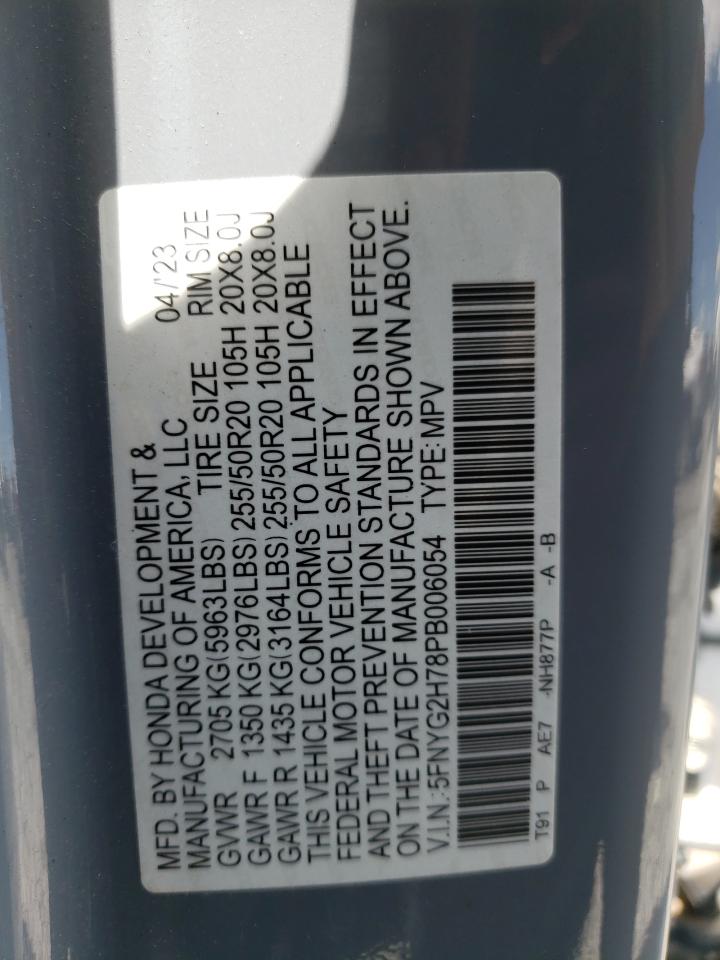 MFD. BY HONDA DEVELOPMENT &
MANUFACTURING OF AMERICA, LLC 04/'23
GVWR 2705 KG(5963LBS) TIRE SIZE RIM SIZE
GAWR F 1350 KG(2976LBS)255/50R20 105H 20X8.0J
GAWR R 1435 KG(3164LBS)255/50R20 105H 20X8.0J
THIS VEHICLE CONFORMS TO ALL APPLICABLE
FEDERAL MOTOR VEHICLE SAFETY
AND THEFT PREVENTION STANDARDS IN EFFECT
ON THE DATE OF MANUFACTURE SHOWN ABOVE.
V.I.N.:5FNYG2H78PB006054 TYPE:MPV
T91 P AE7 -NH877P -A -B